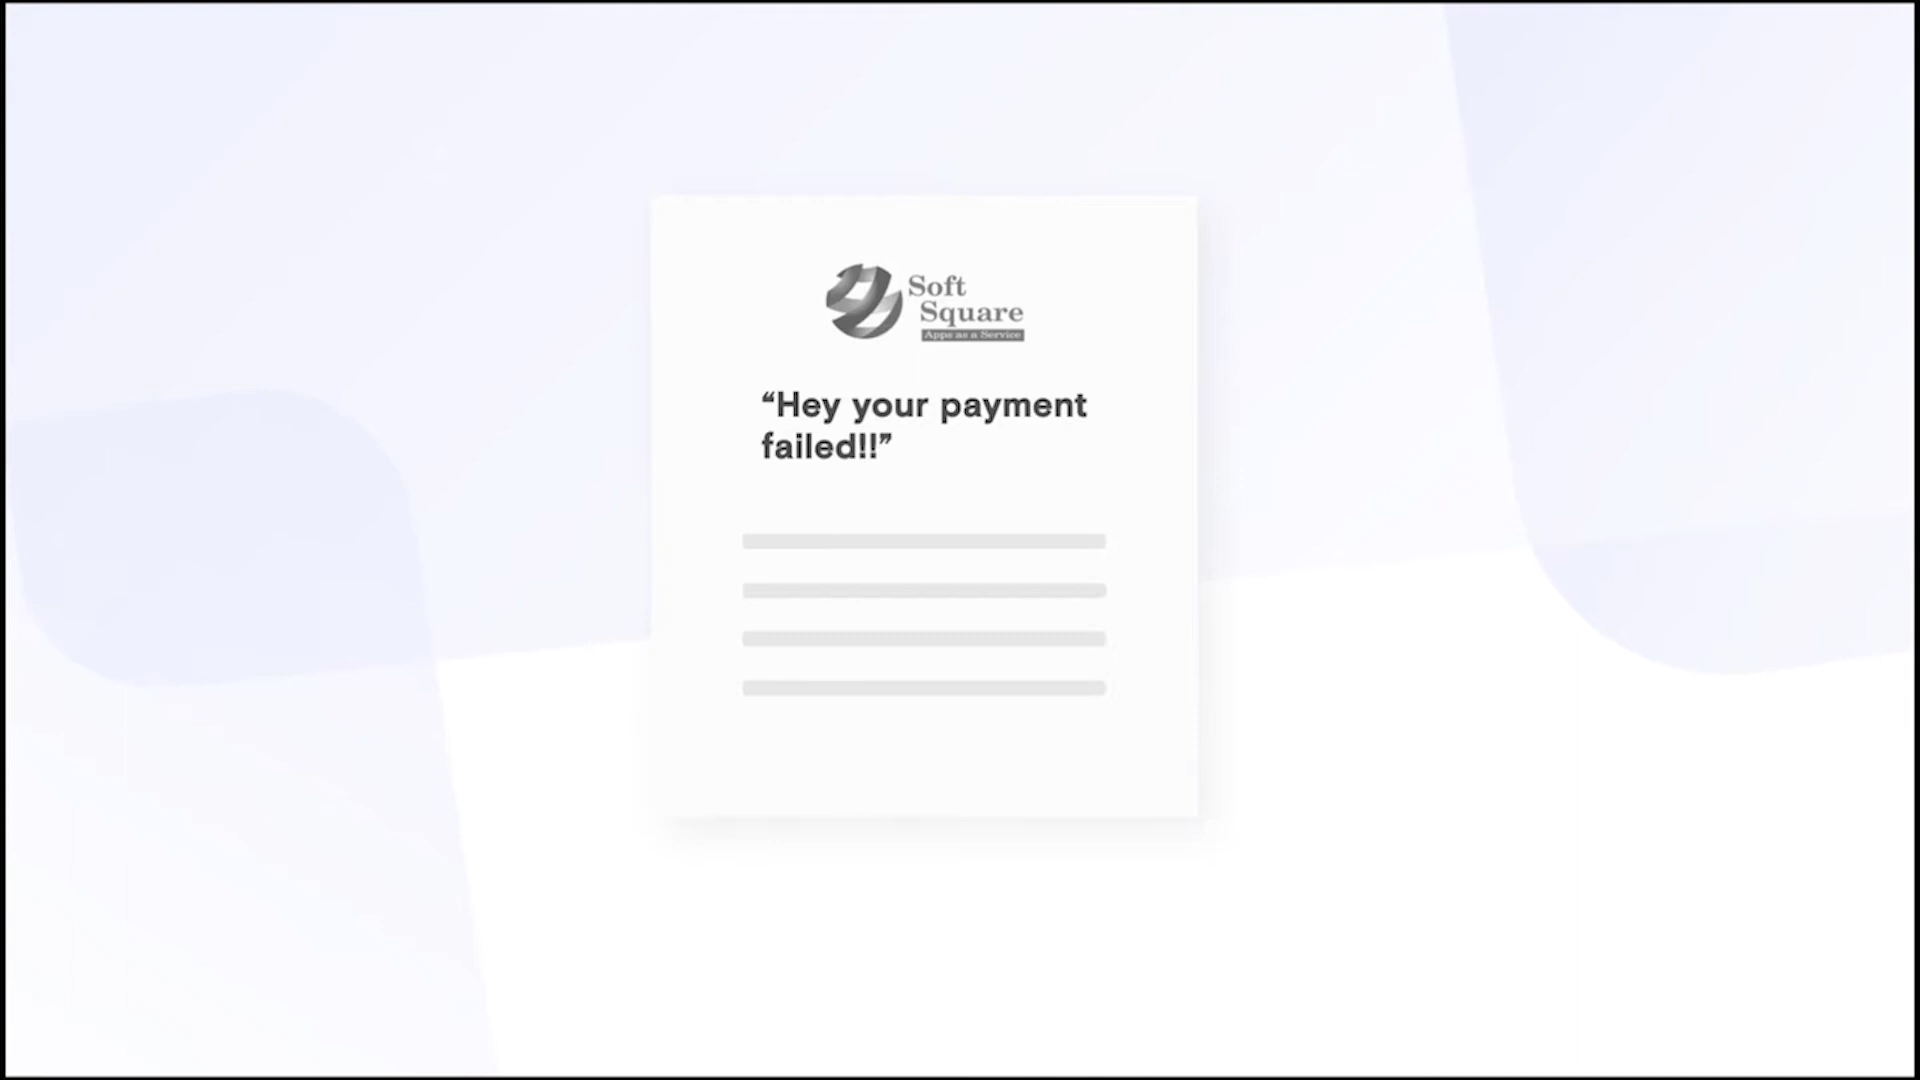 Soft
Square
Apps as a Service
“Hey your payment
failed!!”